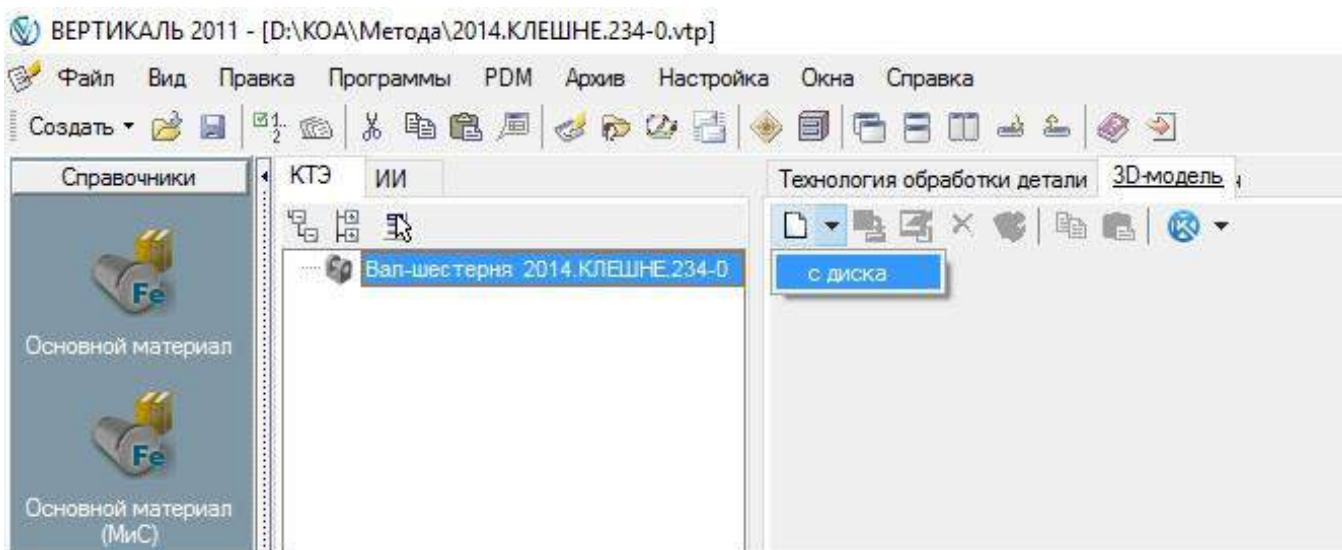 ВЕРТИКАЛЬ 2011 - [D:\КОА\Метода\2014.КЛЕШНЕ.234-0.vtp]
Файл Вид Правка Программы PDM Архив Настройка Окна Справка
Создать
Справочники
КТЭ ИИ
Технология обработки детали 3D-модель
Вал-шестерня 2014.КЛЕШНЕ.234-0
с диска
Fe
Основной материал
Fe
Основной материал
(МиС)